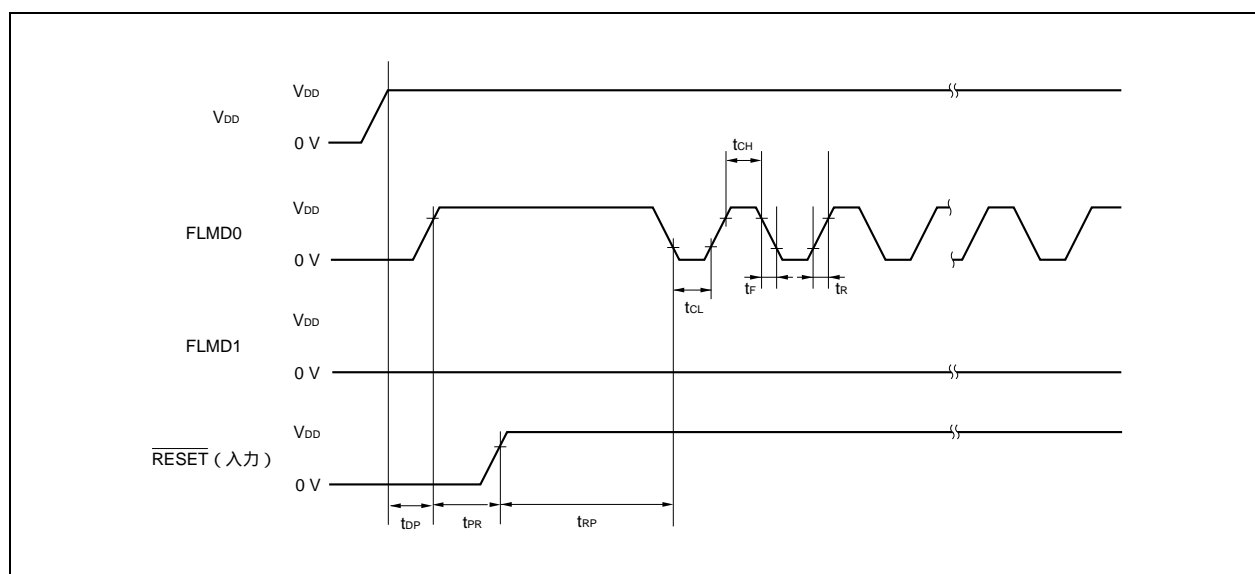 VDD
VDD
0 V
tCH
VDD
FLMD0
0 V
tF
tR
tCL
VDD
FLMD1
0 V
VDD
RESET（入力）
0 V
tDP
tPR
tRP